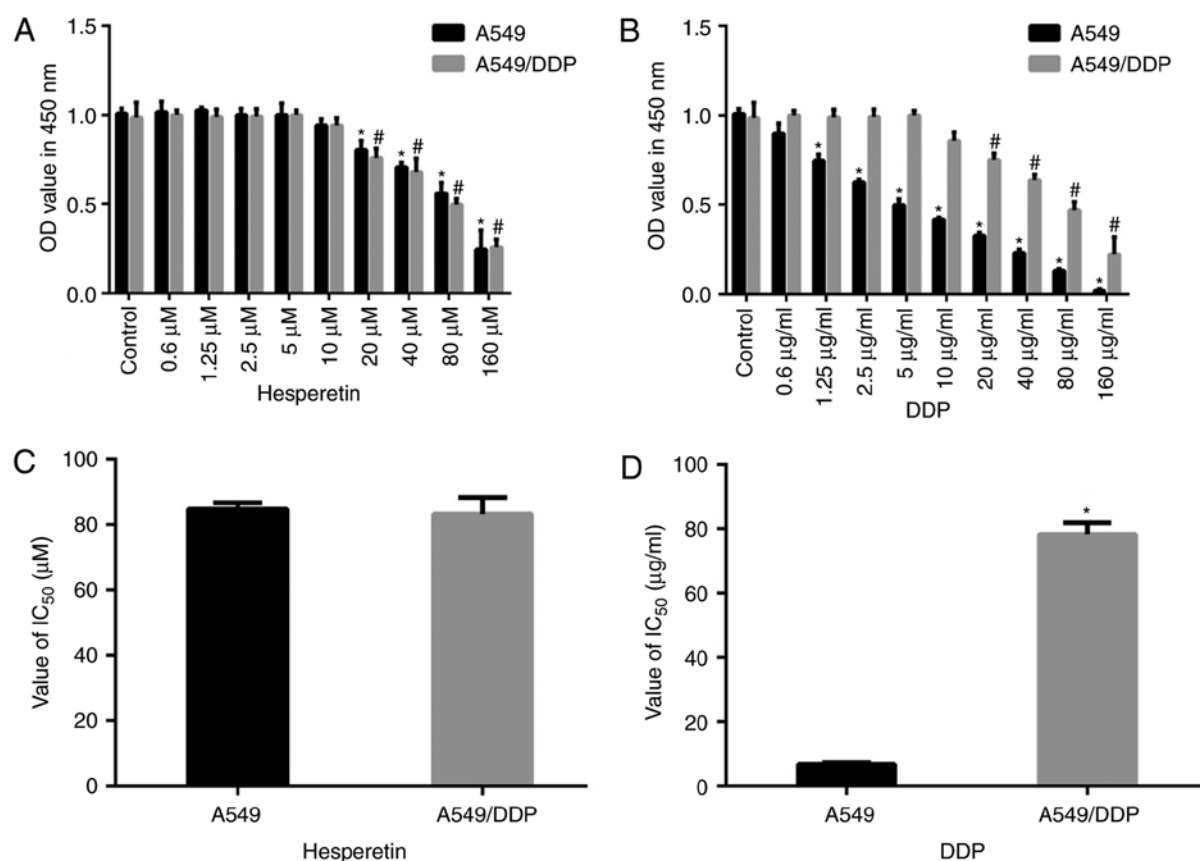 A
1.5
1.0
0.5
0.0
OD value in 450 nm
A549
A549/DDP
*
#
*
#
*
#
*
#
Control
0.6 μM
1.25 μM
2.5 μM
5 μM
10 μM
20 μM
40 μM
80 μM
160 μM
Hesperetin
B
1.5
1.0
0.5
0.0
OD value in 450 nm
A549
A549/DDP
*
*
*
*
*
#
*
#
*
#
*
#
Control
0.6 μg/ml
1.25 μg/ml
2.5 μg/ml
5 μg/ml
10 μg/ml
20 μg/ml
40 μg/ml
80 μg/ml
160 μg/ml
DDP
C
100
80
60
40
20
0
Value of IC50 (μM)
A549
A549/DDP
Hesperetin
D
100
80
60
40
20
0
Value of IC50 (μg/ml)
*
A549
A549/DDP
DDP